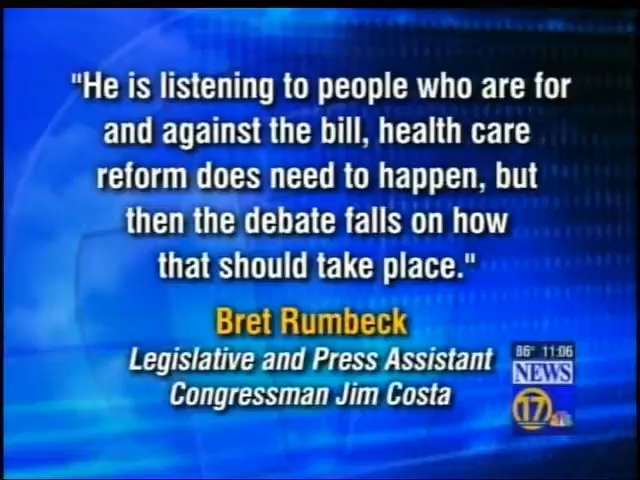 "He is listening to people who are for
and against the bill, health care
reform does need to happen, but
then the debate falls on how
that should take place."
Bret Rumbeck
Legislative and Press Assistant
Congressman Jim Costa
86° 11:06
NEWS
17